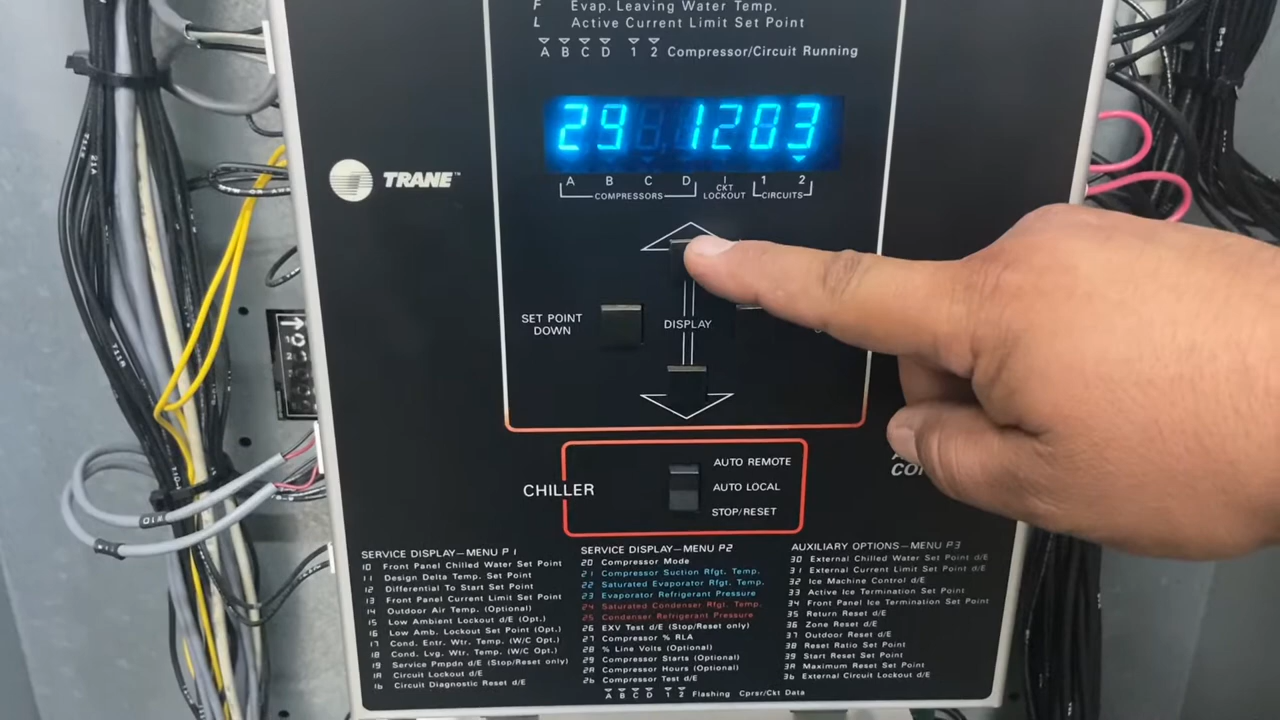 F Evap. Leaving Water Temp.
L Active Current Limit Set Point
A B C D 1 2 Compressor/Circuit Running
29 1203
A B C D 1 2
COMPRESSORS CKT LOCKOUT CIRCUITS
TRANE™
SET POINT DOWN
DISPLAY
CHILLER
AUTO REMOTE
AUTO LOCAL
STOP/RESET
SERVICE DISPLAY—MENU P1
10 Front Panel Chilled Water Set Point
11 Design Delta Temp. Set Point
12 Differential To Start Set Point
13 Front Panel Current Limit Set Point
14 Outdoor Air Temp. (Optional)
15 Low Ambient Lockout d/E (Opt.)
16 Low Amb. Lockout Set Point (Opt.)
17 Cond. Entr. Wtr. Temp. (W/C Opt.)
18 Cond. Lvg. Wtr. Temp. (W/C Opt.)
19 Service Pmpdn d/E (Stop/Reset only)
1A Circuit Lockout d/E
1b Circuit Diagnostic Reset d/E
SERVICE DISPLAY—MENU P2
20 Compressor Mode
21 Compressor Suction Rfgt. Temp.
22 Saturated Evaporator Rfgt. Temp.
23 Evaporator Refrigerant Pressure
24 Saturated Condenser Rfgt. Temp.
25 Condenser Refrigerant Pressure
26 EXV Test d/E (Stop/Reset only)
27 Compressor % RLA
28 % Line Volts (Optional)
29 Compressor Starts (Optional)
2A Compressor Hours (Optional)
2b Compressor Test d/E
A B C D 1 2 Flashing Cprsr/Ckt Data
AUXILIARY OPTIONS—MENU P3
30 External Chilled Water Set Point d/E
31 External Current Limit Set Point d/E
32 Ice Machine Control d/E
33 Active Ice Termination Set Point
34 Front Panel Ice Termination Set Point
35 Return Reset d/E
36 Zone Reset d/E
37 Outdoor Reset d/E
38 Reset Ratio Set Point
39 Start Reset Set Point
3A Maximum Reset Set Point
3b External Circuit Lockout d/E